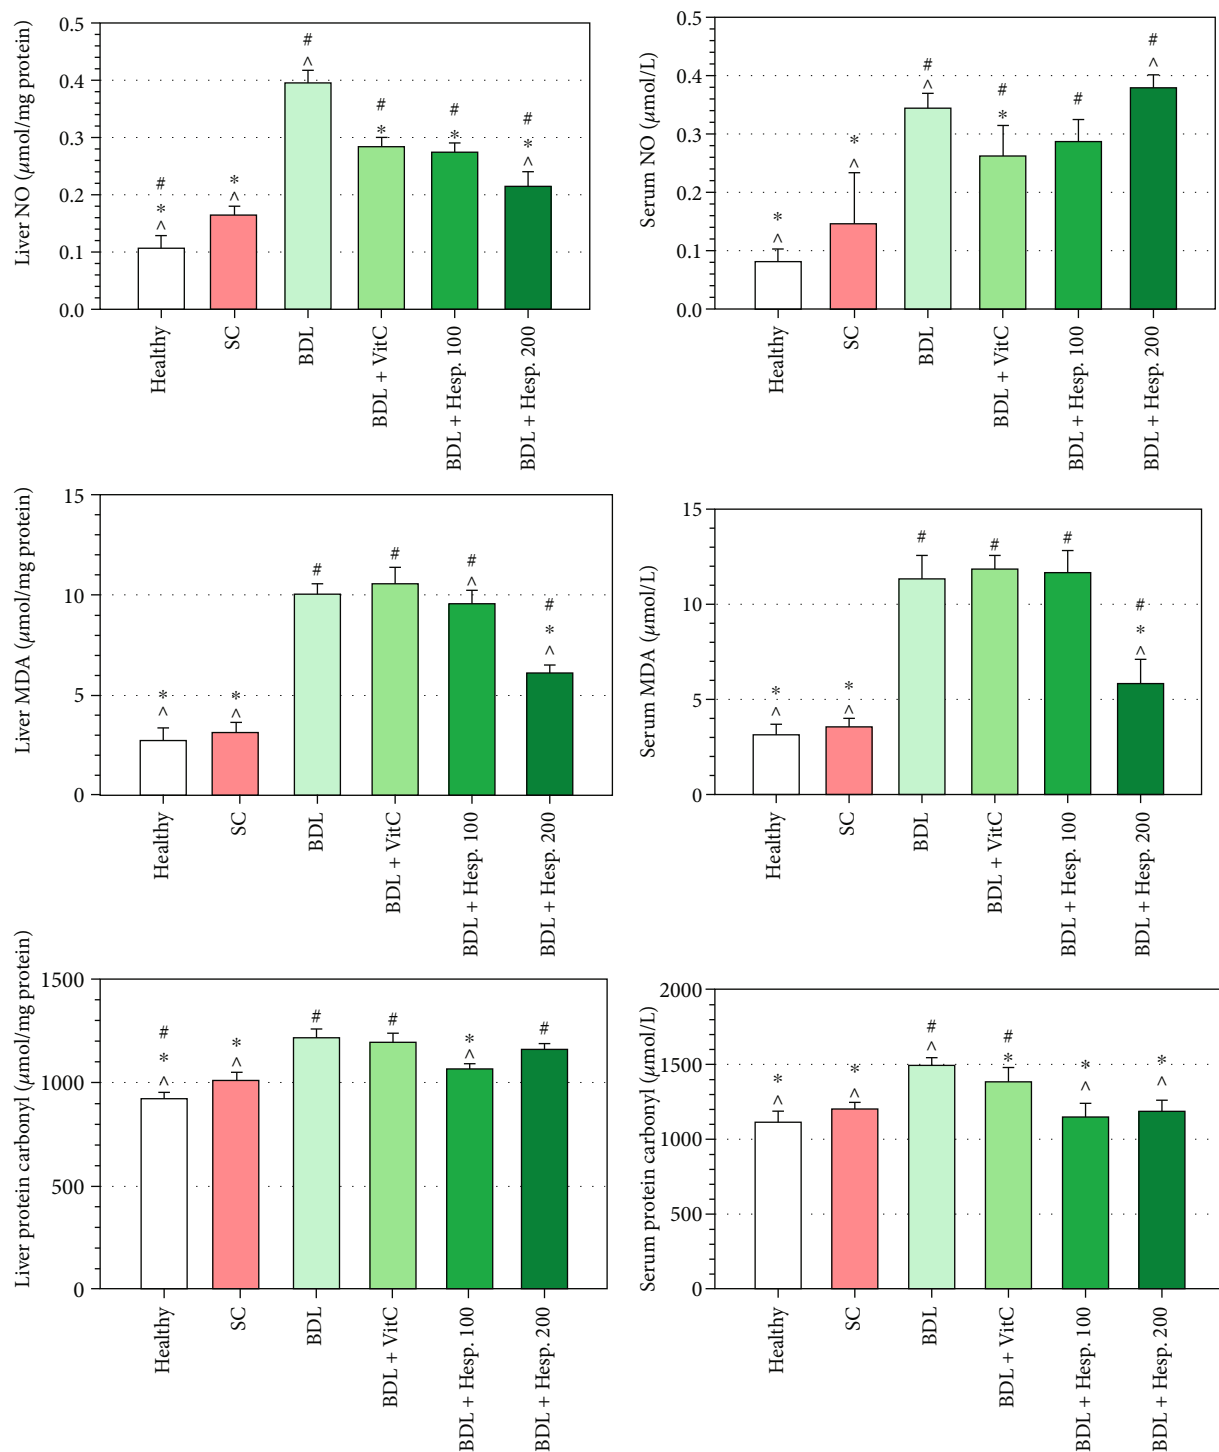 Liver NO (μmol/mg protein)
0.5
0.4
0.3
0.2
0.1
0.0
#
*
^
*
^
#
^
#
*
#
*
#
*
^
Healthy
SC
BDL
BDL + VitC
BDL + Hesp. 100
BDL + Hesp. 200
Serum NO (μmol/L)
0.5
0.4
0.3
0.2
0.1
0.0
*
^
*
^
#
^
#
*
#
#
^
Healthy
SC
BDL
BDL + VitC
BDL + Hesp. 100
BDL + Hesp. 200
Liver MDA (μmol/mg protein)
15
10
5
0
*
^
*
^
#
#
#
^
#
*
^
Healthy
SC
BDL
BDL + VitC
BDL + Hesp. 100
BDL + Hesp. 200
Serum MDA (μmol/L)
15
10
5
0
*
^
*
^
#
#
#
#
*
^
Healthy
SC
BDL
BDL + VitC
BDL + Hesp. 100
BDL + Hesp. 200
Liver protein carbonyl (μmol/mg protein)
1500
1000
500
0
#
*
^
*
^
#
#
*
^
#
Healthy
SC
BDL
BDL + VitC
BDL + Hesp. 100
BDL + Hesp. 200
Serum protein carbonyl (μmol/L)
2000
1500
1000
500
0
*
^
*
^
#
^
#
*
*
^
*
^
Healthy
SC
BDL
BDL + VitC
BDL + Hesp. 100
BDL + Hesp. 200